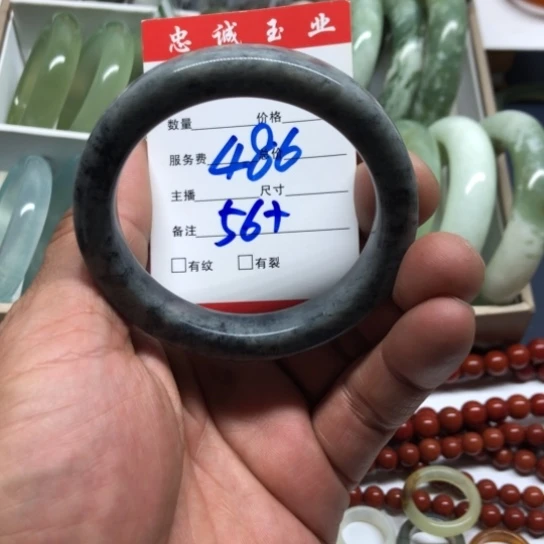 忠诚玉业
数量 价格
服务费 486
主播 尺寸
备注 56+
□有纹 □有裂